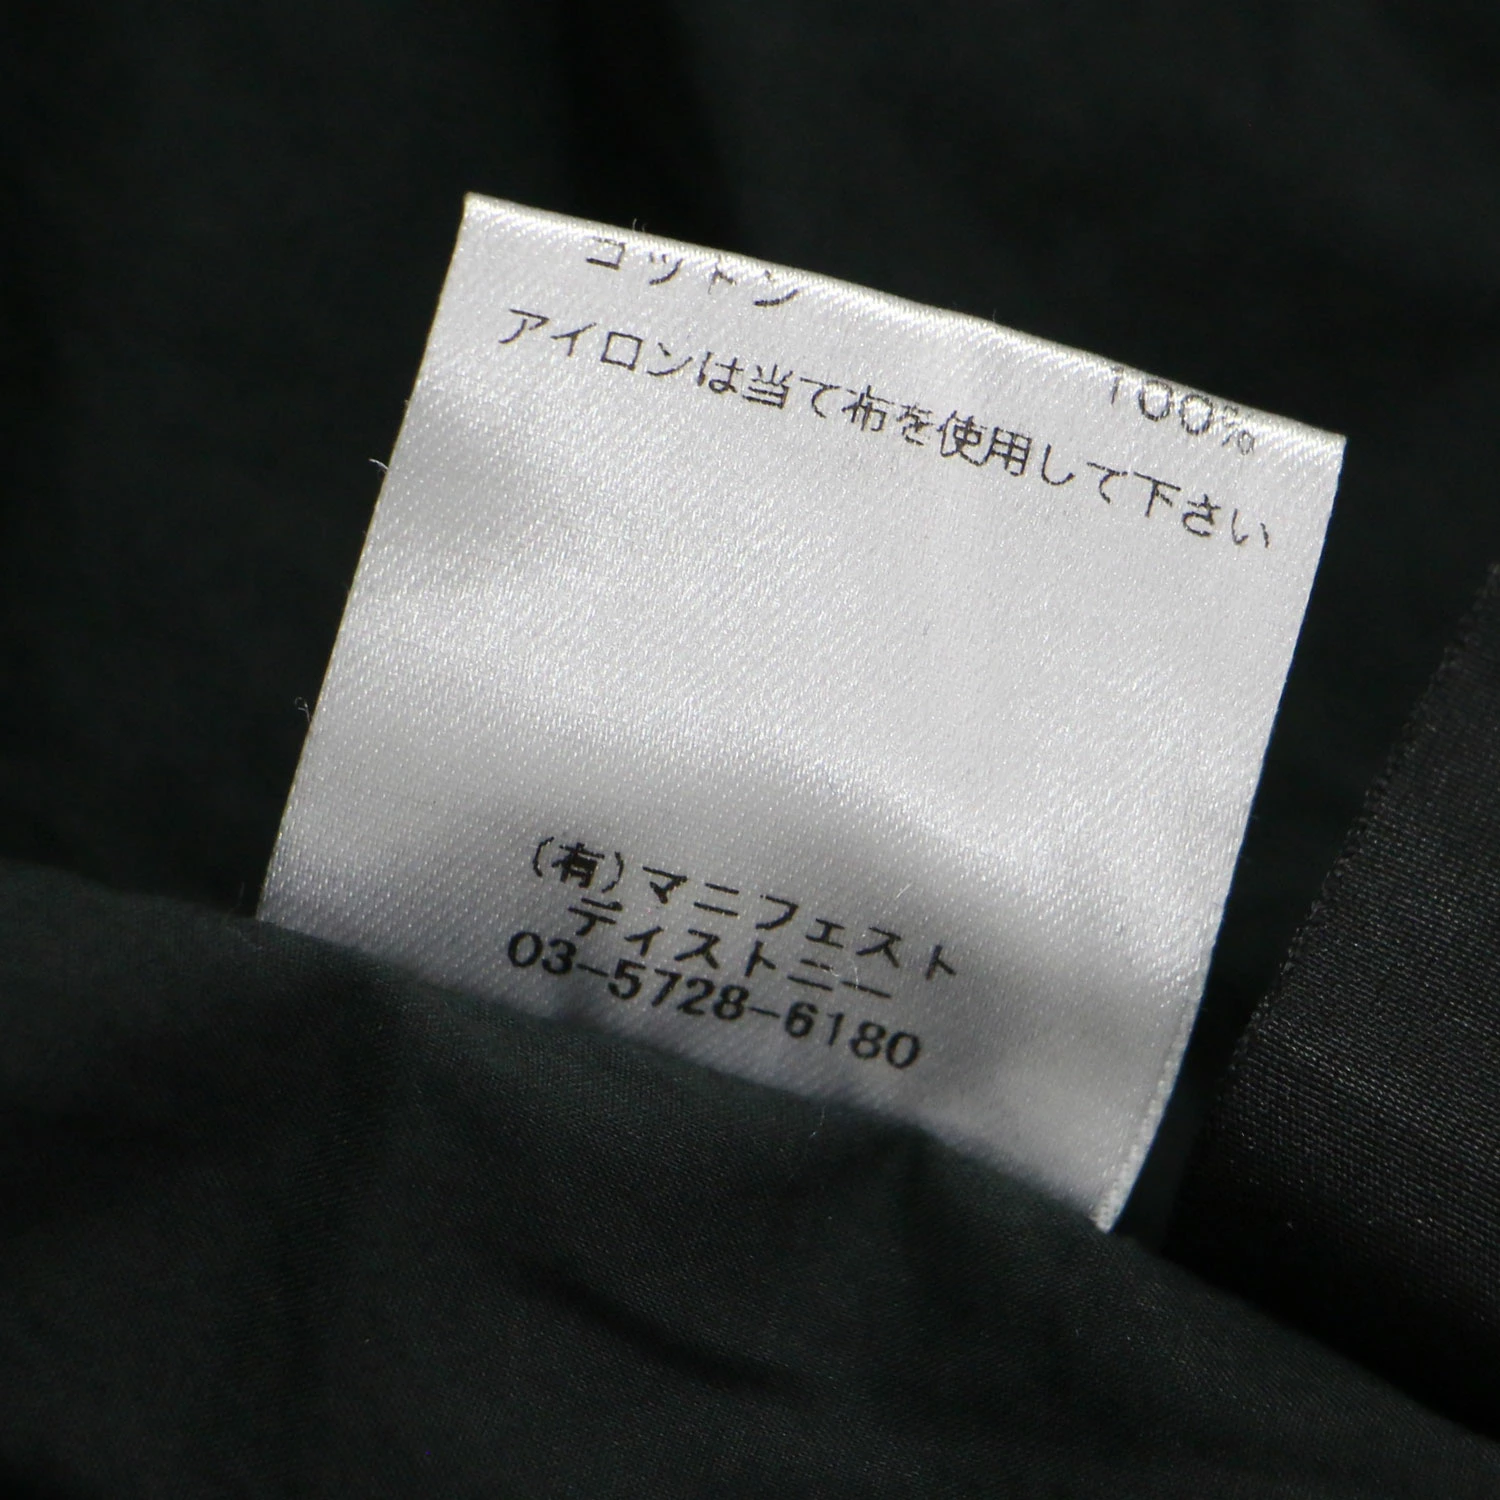 コットン 100%
アイロンは当て布を使用して下さい
(有)マニフェスト
ディストニー
03-5728-6180